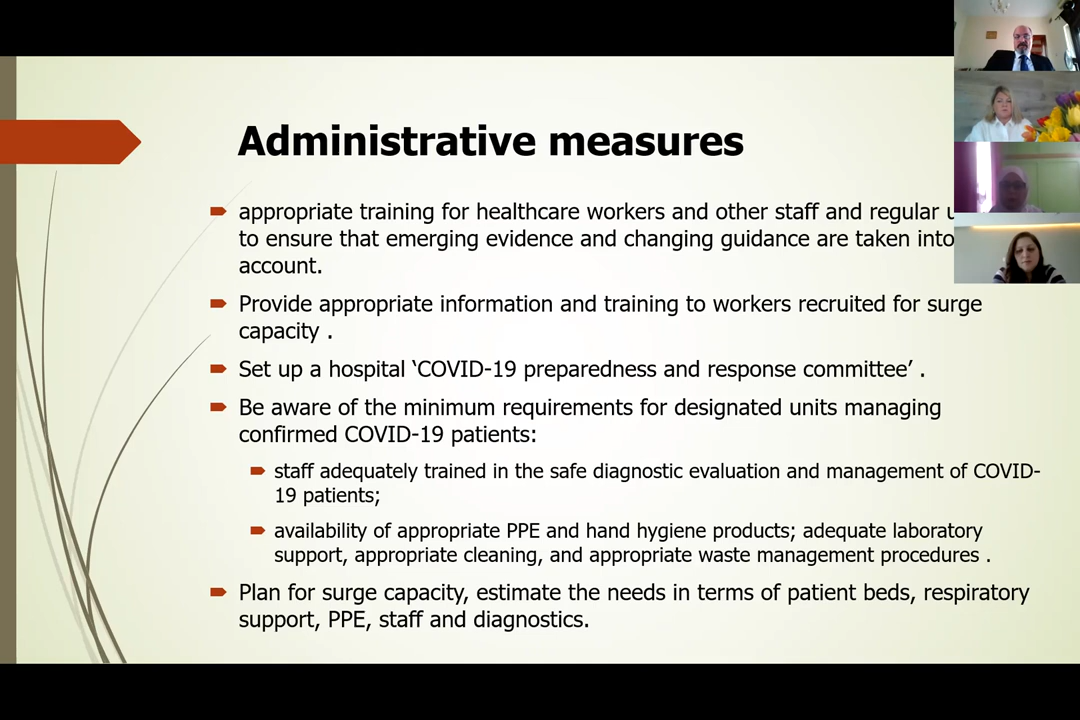 Administrative measures
appropriate training for healthcare workers and other staff and regular
to ensure that emerging evidence and changing guidance are taken into
account.
Provide appropriate information and training to workers recruited for surge
capacity .
Set up a hospital ‘COVID-19 preparedness and response committee’ .
Be aware of the minimum requirements for designated units managing
confirmed COVID-19 patients:
staff adequately trained in the safe diagnostic evaluation and management of COVID-
19 patients;
availability of appropriate PPE and hand hygiene products; adequate laboratory
support, appropriate cleaning, and appropriate waste management procedures .
Plan for surge capacity, estimate the needs in terms of patient beds, respiratory
support, PPE, staff and diagnostics.